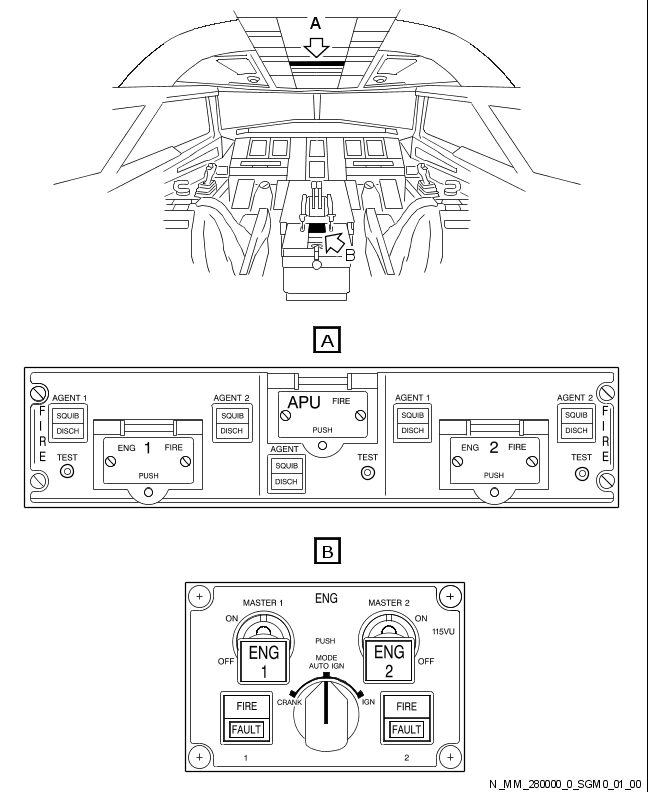 A
B
A
AGENT 1
AGENT 2
APU FIRE
AGENT 1
AGENT 2
FIRE
SQUIB
DISCH
SQUIB
DISCH
PUSH
SQUIB
DISCH
SQUIB
DISCH
FIRE
TEST
ENG 1 FIRE
PUSH
AGENT
SQUIB
DISCH
TEST
ENG 2 FIRE
PUSH
TEST
B
MASTER 1
ENG
MASTER 2
ON
ON
115VU
ENG
1
PUSH
MODE
AUTO IGN
ENG
2
OFF
OFF
CRANK
IGN
FIRE
FAULT
FIRE
FAULT
1
2
N_MM_280000_0_SGM0_01_00